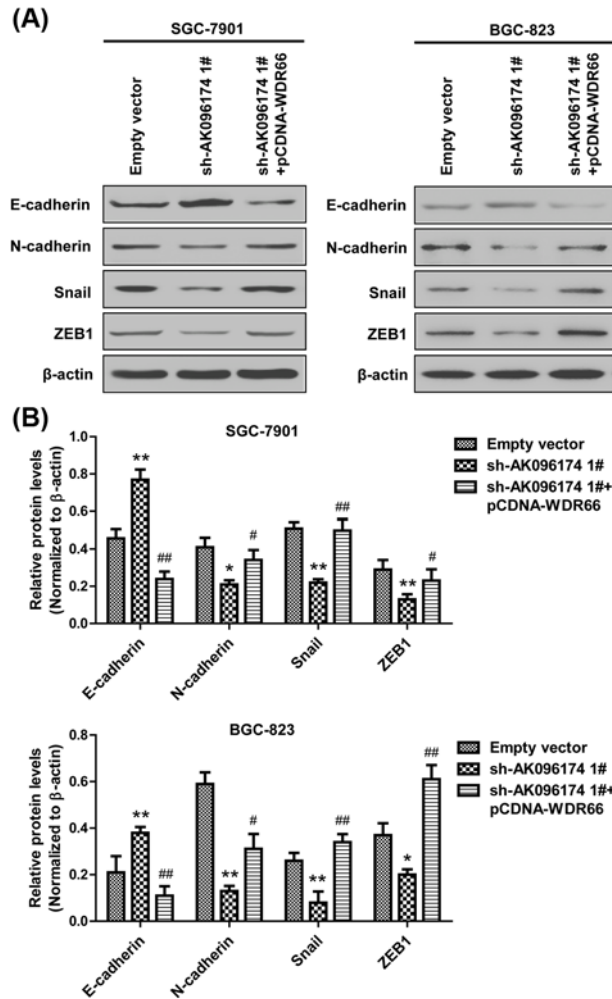 (A)
SGC-7901
BGC-823
Empty vector
sh-AK096174 1#
sh-AK096174 1#
+pCDNA-WDR66
Empty vector
sh-AK096174 1#
sh-AK096174 1#
+pCDNA-WDR66
E-cadherin
N-cadherin
Snail
ZEB1
β-actin
E-cadherin
N-cadherin
Snail
ZEB1
β-actin
(B)
SGC-7901
Relative protein levels
(Normalized to β-actin)
1.0
0.8
0.6
0.4
0.2
0.0
**
##
*
#
**
##
**
#
E-cadherin
N-cadherin
Snail
ZEB1
Empty vector
sh-AK096174 1#
sh-AK096174 1#+
pCDNA-WDR66
BGC-823
Relative protein levels
(Normalized to β-actin)
0.8
0.6
0.4
0.2
0.0
**
##
**
#
**
##
*
##
E-cadherin
N-cadherin
Snail
ZEB1
Empty vector
sh-AK096174 1#
sh-AK096174 1#+
pCDNA-WDR66